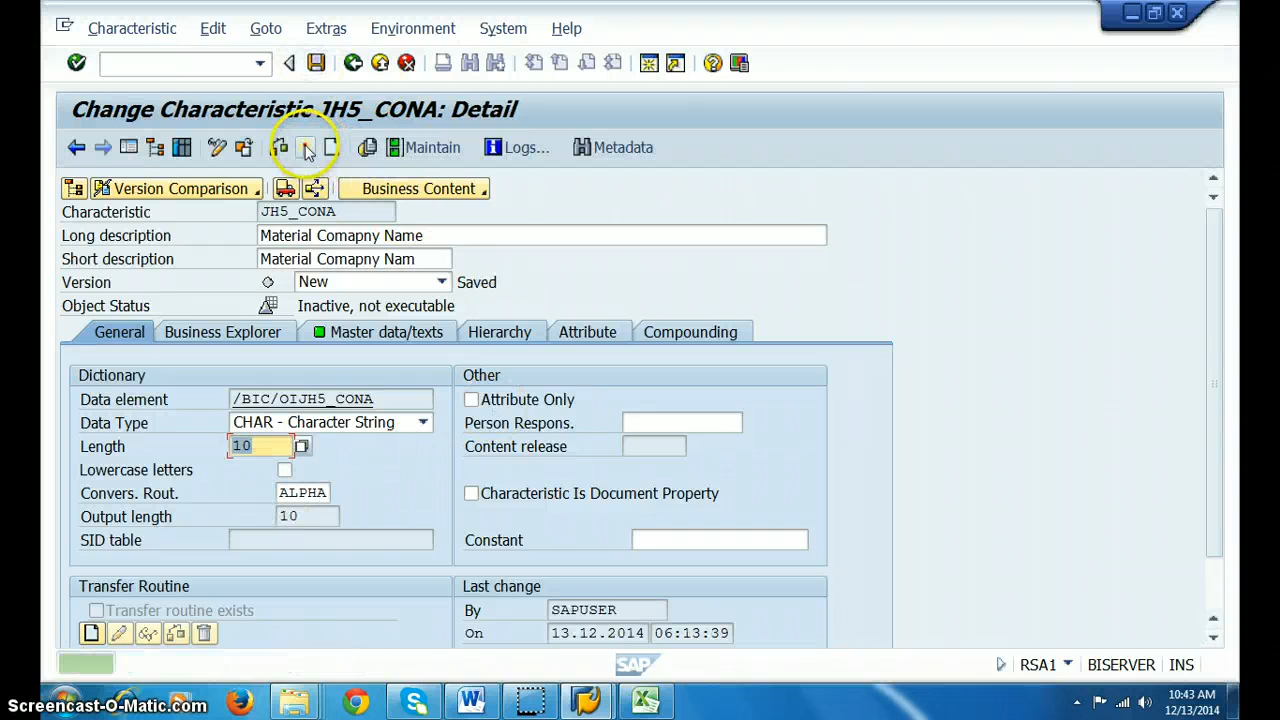 Characteristic Edit Goto Extras Environment System Help
Change Characteristic JH5_CONA: Detail
Maintain Logs... Metadata
Version Comparison Business Content
Characteristic JH5_CONA
Long description Material Comapny Name
Short description Material Comapny Nam
Version New Saved
Object Status Inactive, not executable
General Business Explorer Master data/texts Hierarchy Attribute Compounding
Dictionary Other
Data element /BIC/OIJH5_CONA Attribute Only
Data Type CHAR - Character String Person Respons.
Length 10 Content release
Lowercase letters
Convers. Rout. ALPHA Characteristic Is Document Property
Output length 10
SID table Constant
Transfer Routine Last change
Transfer routine exists By SAPUSER
On 13.12.2014 06:13:39
SAP RSA1 BISERVER INS
Screencast-O-Matic.com 10:43 AM
12/13/2014